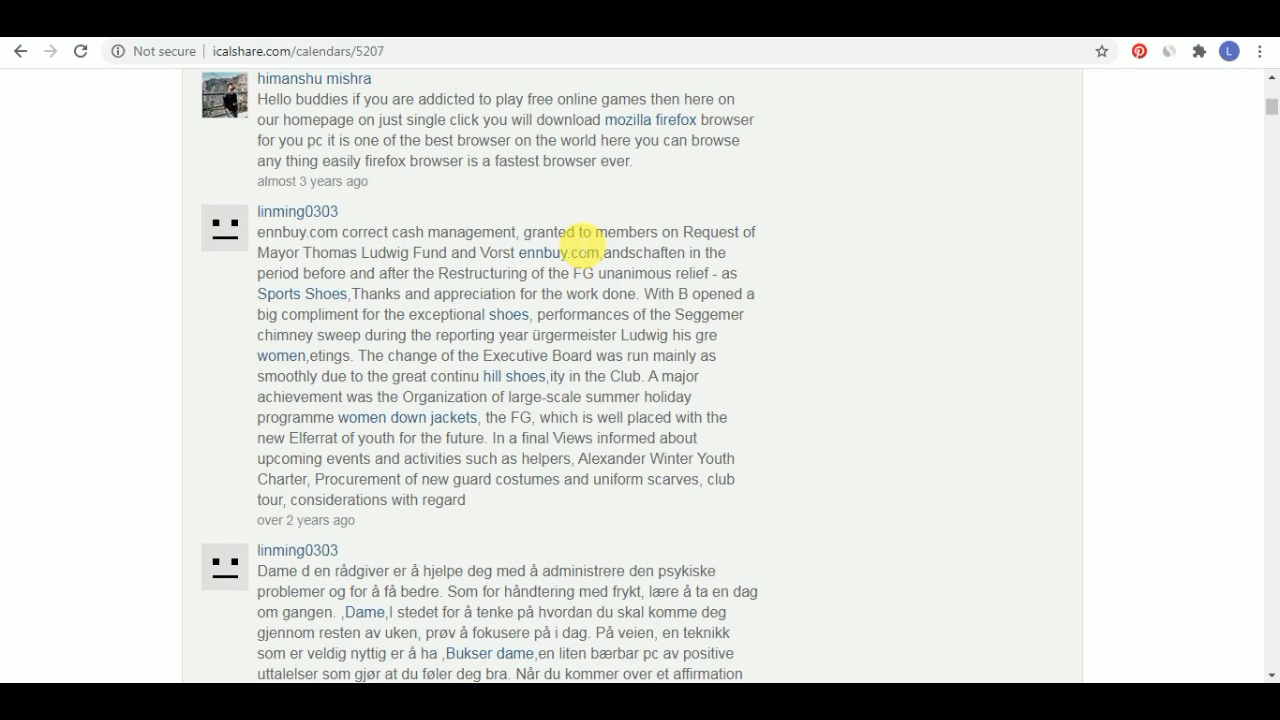 Not secure
icalshare.com/calendars/5207
L
himanshu mishra
Hello buddies if you are addicted to play free online games then here on
our homepage on just single click you will download mozilla firefox browser
for you pc it is one of the best browser on the world here you can browse
any thing easily firefox browser is a fastest browser ever.
almost 3 years ago
linming0303
ennbuy.com correct cash management, granted to members on Request of
Mayor Thomas Ludwig Fund and Vorst ennbuy.com,andschaften in the
period before and after the Restructuring of the FG unanimous relief - as
Sports Shoes,Thanks and appreciation for the work done. With B opened a
big compliment for the exceptional shoes, performances of the Seggemer
chimney sweep during the reporting year ürgermeister Ludwig his gre
women,etings. The change of the Executive Board was run mainly as
smoothly due to the great continu hill shoes,ity in the Club. A major
achievement was the Organization of large-scale summer holiday
programme women down jackets, the FG, which is well placed with the
new Elferrat of youth for the future. In a final Views informed about
upcoming events and activities such as helpers, Alexander Winter Youth
Charter, Procurement of new guard costumes and uniform scarves, club
tour, considerations with regard
over 2 years ago
linming0303
Dame d en rådgiver er å hjelpe deg med å administrere den psykiske
problemer og for å få bedre. Som for håndtering med frykt, lære å ta en dag
om gangen. ,Dame,I stedet for å tenke på hvordan du skal komme deg
gjennom resten av uken, prøv å fokusere på i dag. På veien, en teknikk
som er veldig nyttig er å ha ,Bukser dame,en liten bærbar pc av positive
uttalelser som gjør at du føler deg bra. Når du kommer over et affirmation